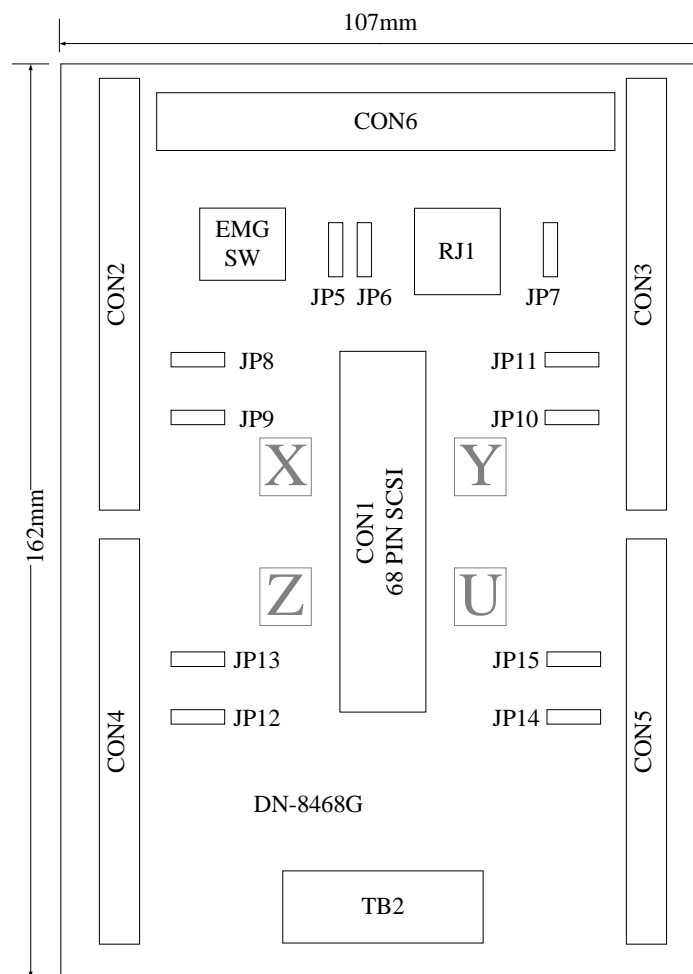 107mm
CON6
EMG
SW
RJ1
CON2
CON3
JP5
JP6
JP7
JP8
JP11
JP9
JP10
X
Y
CON1
68 PIN SCSI
162mm
Z
U
JP13
JP15
JP12
JP14
CON4
CON5
DN-8468G
TB2